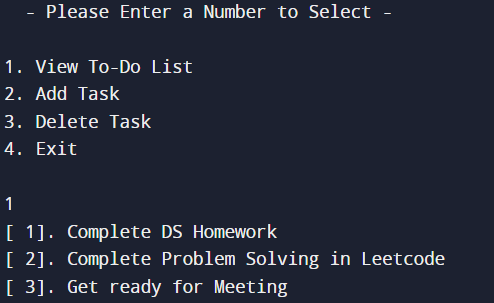 - Please Enter a Number to Select -
1. View To-Do List
2. Add Task
3. Delete Task
4. Exit
1
[ 1]. Complete DS Homework
[ 2]. Complete Problem Solving in Leetcode
[ 3]. Get ready for Meeting